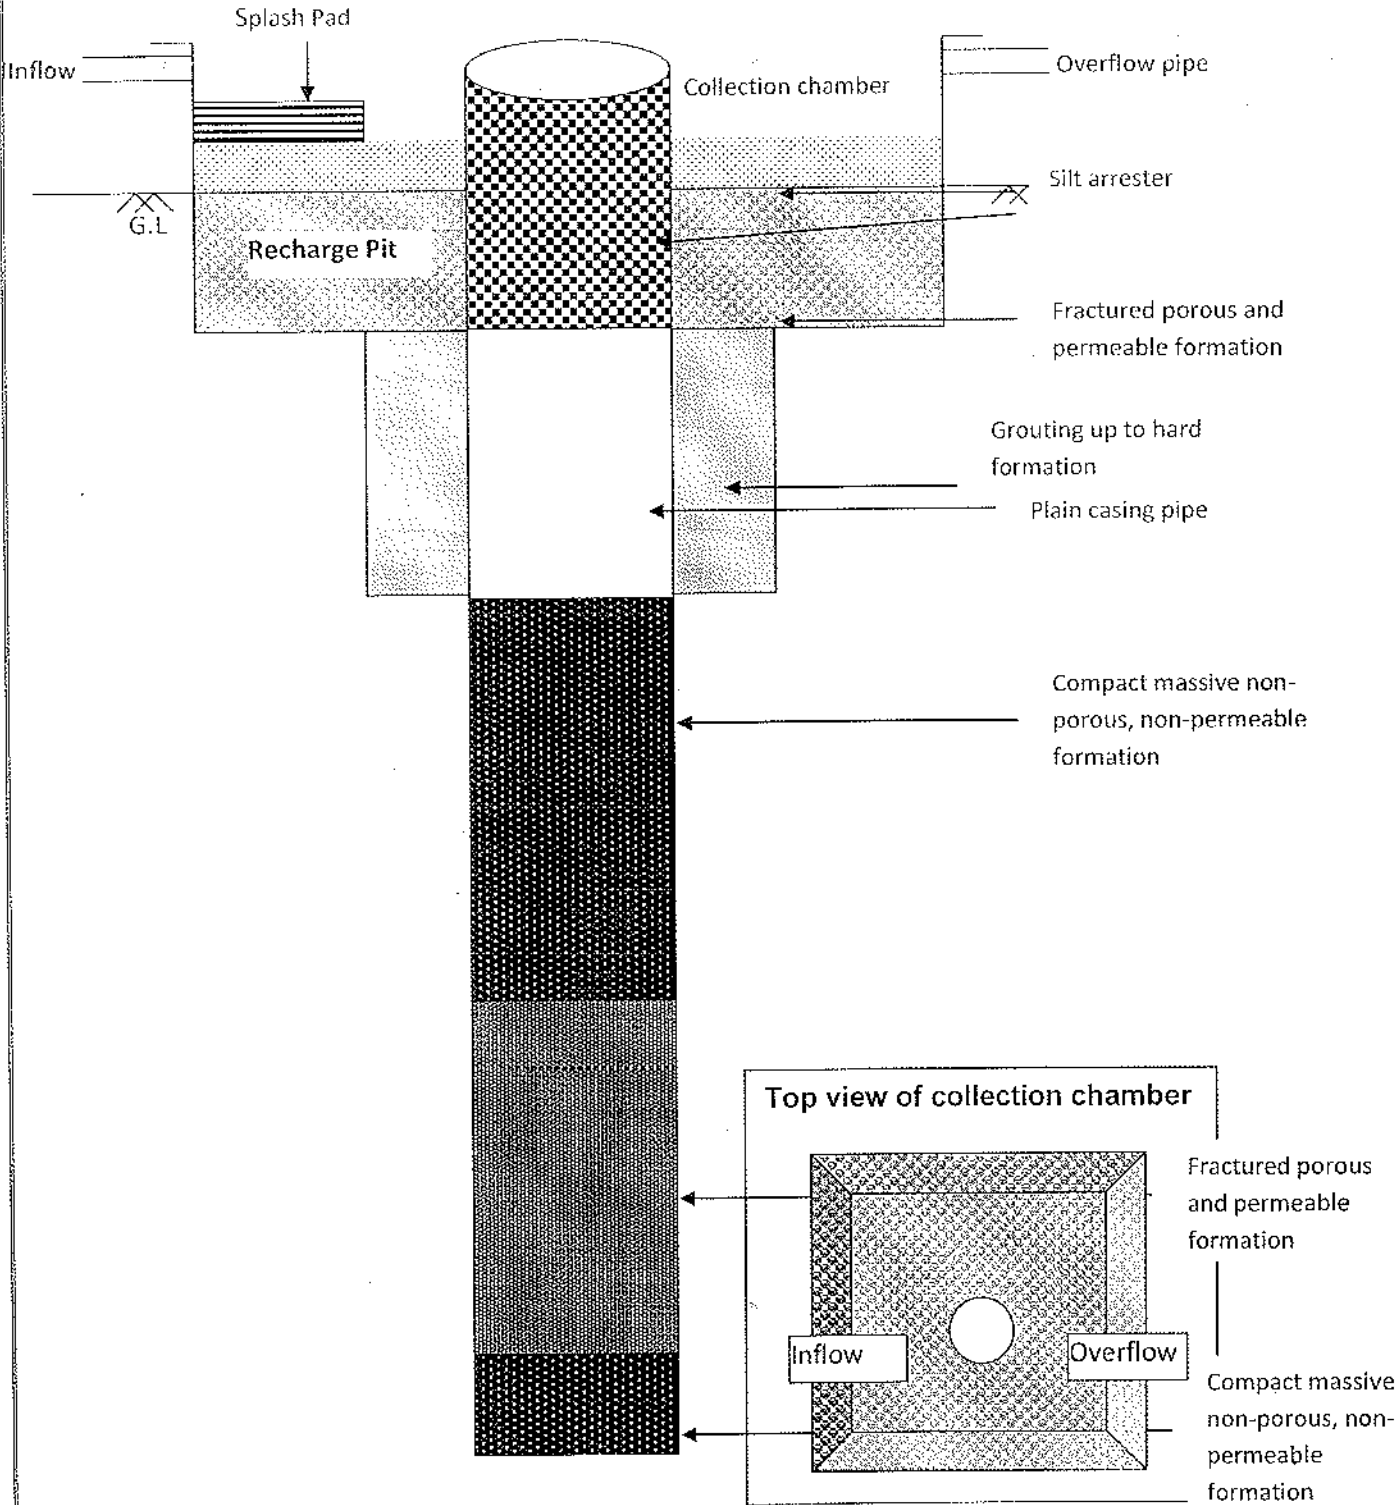 Splash Pad
Inflow
Overflow pipe
Collection chamber
Silt arrester
G.L
Recharge Pit
Fractured porous and
permeable formation
Grouting up to hard
formation
Plain casing pipe
Compact massive non-
porous, non-permeable
formation
Top view of collection chamber
Fractured porous
and permeable
formation
Inflow
Overflow
Compact massive
non-porous, non-
permeable
formation